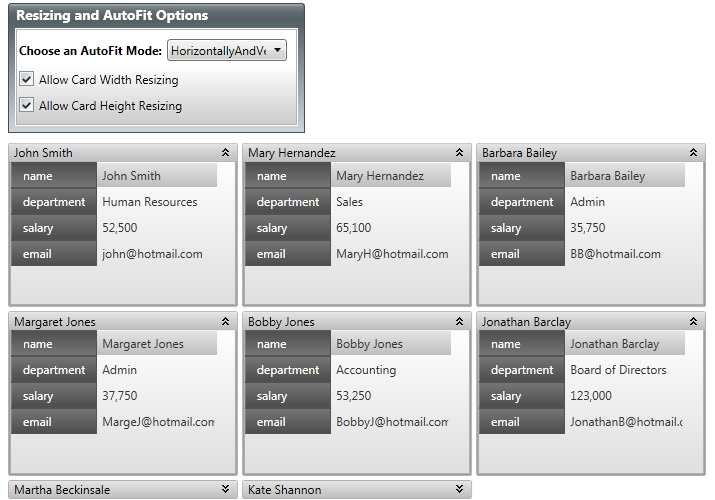 Resizing and AutoFit Options
Choose an AutoFit Mode: HorizontallyAndVe
Allow Card Width Resizing
Allow Card Height Resizing
John Smith
name John Smith
department Human Resources
salary 52,500
email john@hotmail.com
Mary Hernandez
name Mary Hernandez
department Sales
salary 65,100
email MaryH@hotmail.com
Barbara Bailey
name Barbara Bailey
department Admin
salary 35,750
email BB@hotmail.com
Margaret Jones
name Margaret Jones
department Admin
salary 37,750
email MargeJ@hotmail.con
Bobby Jones
name Bobby Jones
department Accounting
salary 53,250
email BobbyJ@hotmail.com
Jonathan Barclay
name Jonathan Barclay
department Board of Directors
salary 123,000
email JonathanB@hotmail.c
Martha Beckinsale
Kate Shannon